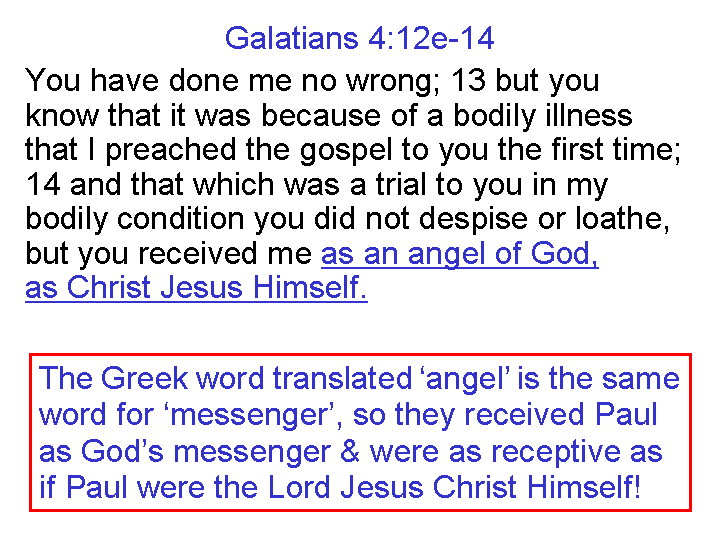 Galatians 4:12e-14
You have done me no wrong; 13 but you
know that it was because of a bodily illness
that I preached the gospel to you the first time;
14 and that which was a trial to you in my
bodily condition you did not despise or loathe,
but you received me as an angel of God,
as Christ Jesus Himself.
The Greek word translated ‘angel’ is the same
word for ‘messenger’, so they received Paul
as God’s messenger & were as receptive as
if Paul were the Lord Jesus Christ Himself!